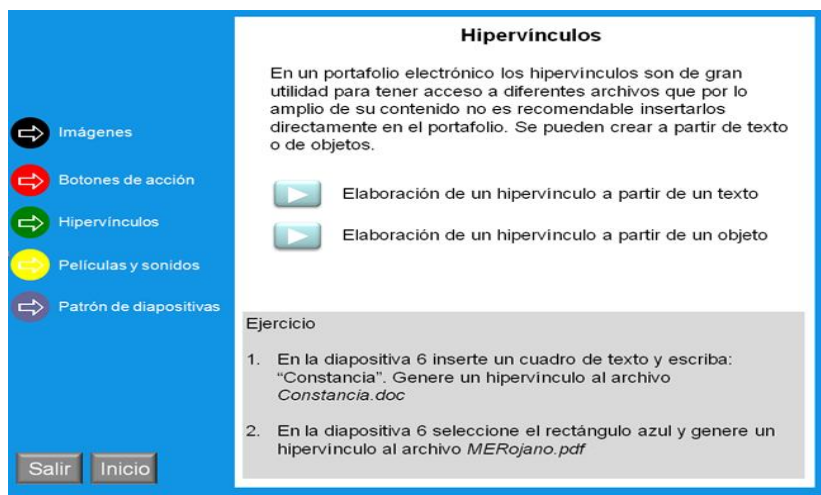 Hipervínculos
En un portafolio electrónico los hipervínculos son de gran
utilidad para tener acceso a diferentes archivos que por lo
amplio de su contenido no es recomendable insertarlos
directamente en el portafolio. Se pueden crear a partir de texto
o de objetos.
Elaboración de un hipervínculo a partir de un texto
Elaboración de un hipervínculo a partir de un objeto
Imágenes
Botones de acción
Hipervínculos
Películas y sonidos
Patrón de diapositivas
Ejercicio
1. En la diapositiva 6 inserte un cuadro de texto y escriba:
“Constancia”. Genere un hipervínculo al archivo
Constancia.doc
2. En la diapositiva 6 seleccione el rectángulo azul y genere un
hipervínculo al archivo MERojano.pdf
Salir
Inicio